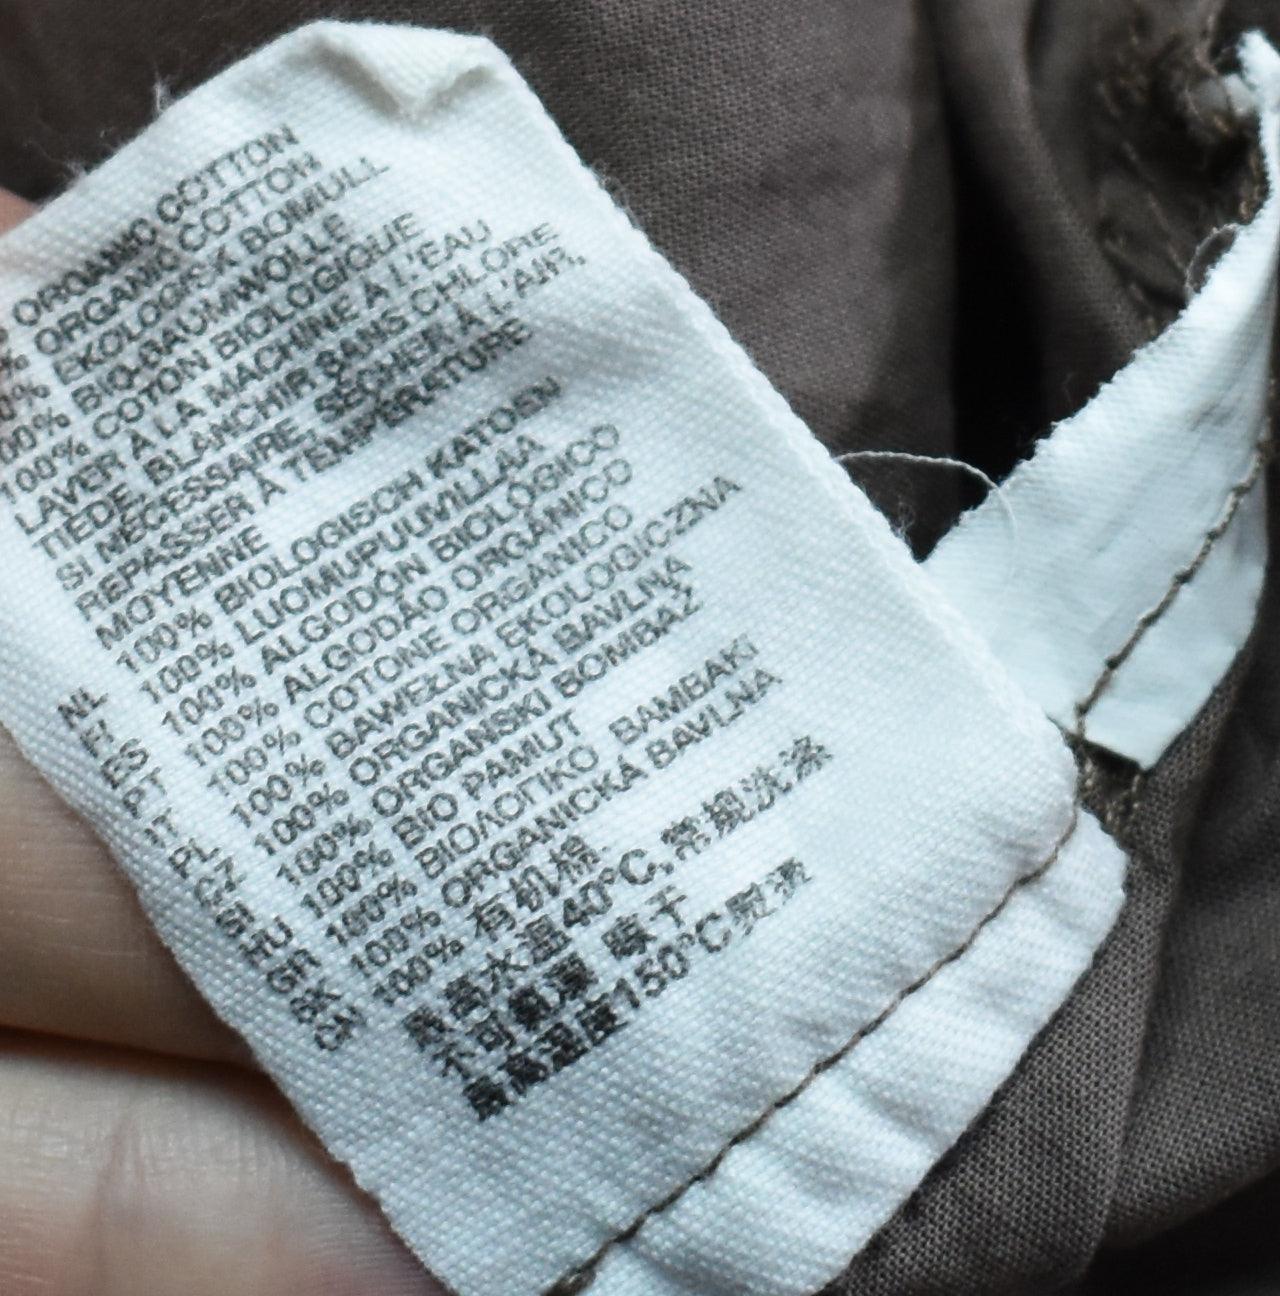 ORGANIC COTTON
% ORGANIC COTTON
0% EKOLOGISK BOMULL
00% BIO-BAUMWOLLE
100% COTON BIOLOGIQUE
LAVER À LA MACHINE À L'EAU
TIEDE, BLANCHIR SANS CHLORE
SI NÉCESSAIRE, SÉCHER À L'AIR,
REPASSER À TEMPERATURE
MOYENNE
NL 100% BIOLOGISCH KATOEN
FI 100% LUOMUPUUVILLAA
ES 100% ALGODÓN BIOLÓGICO
PT 100% ALGODÃO ORGÂNICO
IT 100% COTONE ORGANICO
PL 100% BAWEŁNA EKOLOGICZNA
CZ 100% ORGANICKÁ BAVLNA
100% ORGANSKI BOMBAŽ
HU 100% BIO PAMUT
GR 100% ΒΙΟΛΟΓΙΚΟ BAMBAKI
SK 100% ORGANICKÁ BAVLNA
CN 100% 有机棉
最高水温40°C, 常规洗涤
不可氯漂 晾干
最高温度150°C熨烫